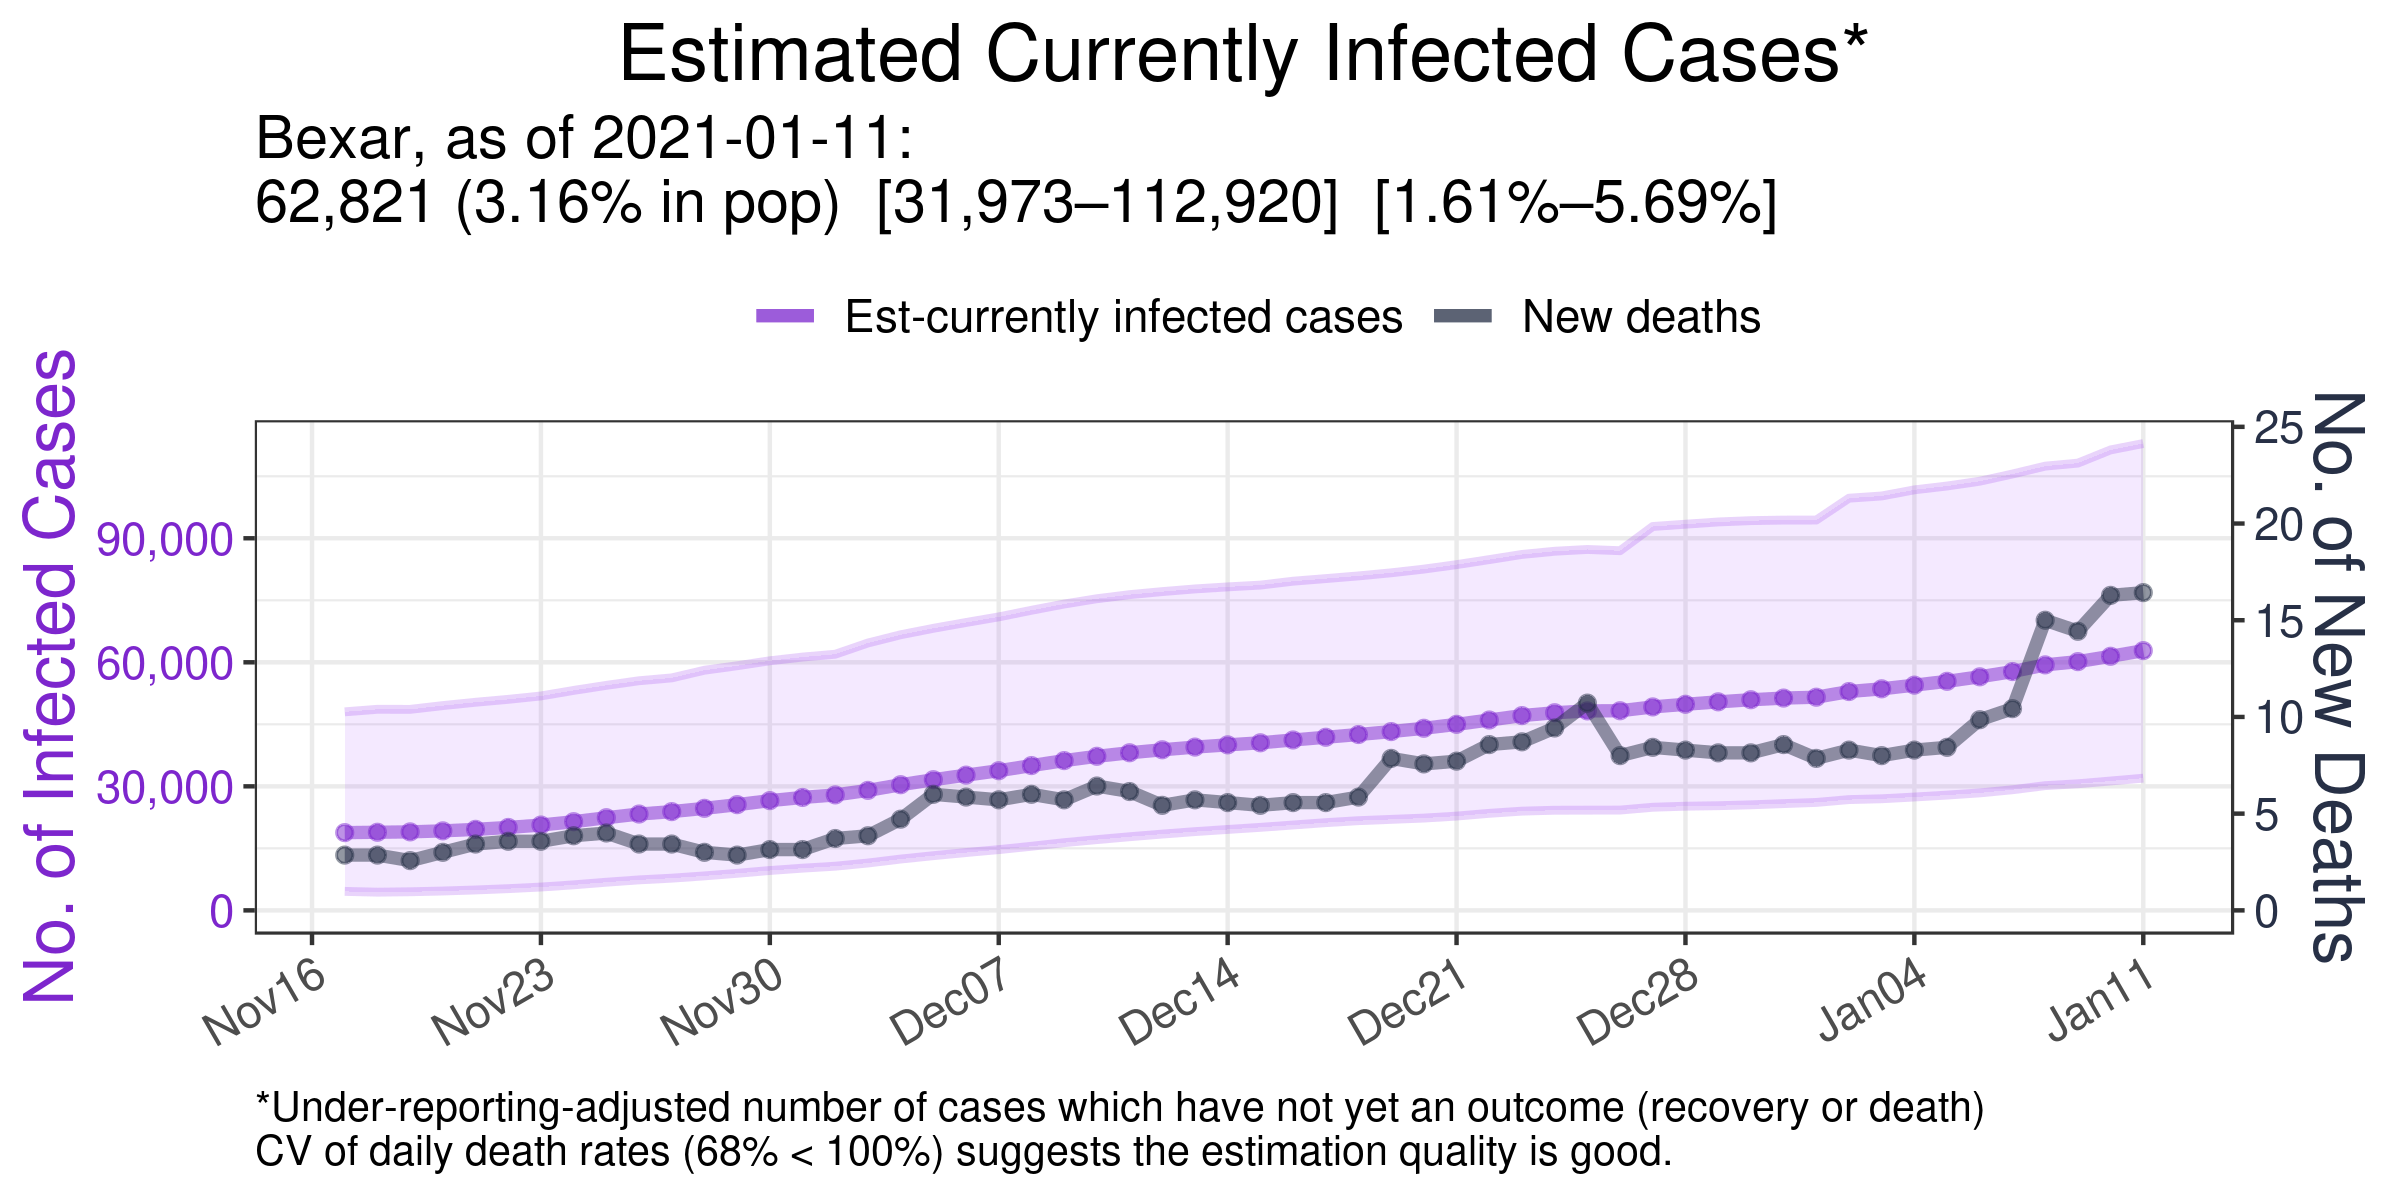 Estimated Currently Infected Cases*
Bexar, as of 2021-01-11:
62,821 (3.16% in pop)  [31,973–112,920]  [1.61%–5.69%]
Est-currently infected cases
New deaths
No. of Infected Cases
90,000
60,000
30,000
0
25
20
15
10
5
0
No. of New Deaths
Nov16
Nov23
Nov30
Dec07
Dec14
Dec21
Dec28
Jan04
Jan11
*Under-reporting-adjusted number of cases which have not yet an outcome (recovery or death)
CV of daily death rates (68% < 100%) suggests the estimation quality is good.